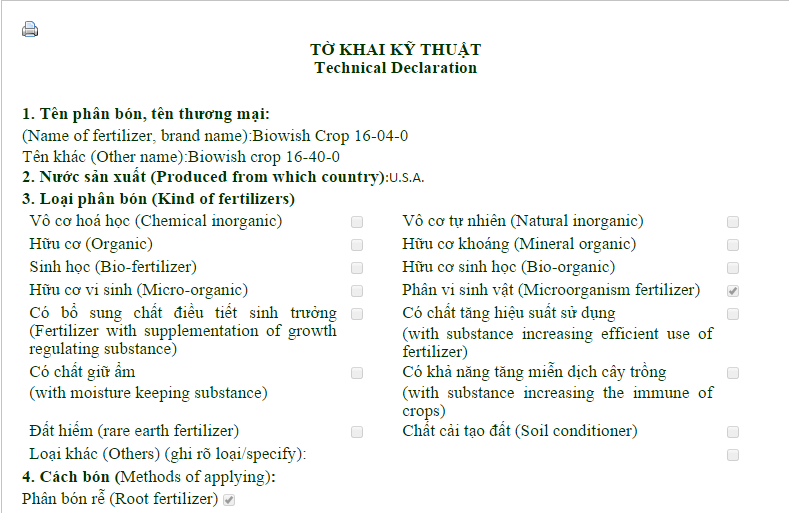 TỜ KHAI KỸ THUẬT
Technical Declaration
1. Tên phân bón, tên thương mại:
(Name of fertilizer, brand name):Biowish Crop 16-04-0
Tên khác (Other name):Biowish crop 16-40-0
2. Nước sản xuất (Produced from which country):U.S.A.
3. Loại phân bón (Kind of fertilizers)
Vô cơ hoá học (Chemical inorganic)
Vô cơ tự nhiên (Natural inorganic)
Hữu cơ (Organic)
Hữu cơ khoáng (Mineral organic)
Sinh học (Bio-fertilizer)
Hữu cơ sinh học (Bio-organic)
Hữu cơ vi sinh (Micro-organic)
Phân vi sinh vật (Microorganism fertilizer)
Có bổ sung chất điều tiết sinh trưởng
(Fertilizer with supplementation of growth
regulating substance)
Có chất tăng hiệu suất sử dụng
(with substance increasing efficient use of
fertilizer)
Có chất giữ ẩm
(with moisture keeping substance)
Có khả năng tăng miễn dịch cây trồng
(with substance increasing the immune of
crops)
Đất hiếm (rare earth fertilizer)
Chất cải tạo đất (Soil conditioner)
Loại khác (Others) (ghi rõ loại/specify):
4. Cách bón (Methods of applying):
Phân bón rễ (Root fertilizer)